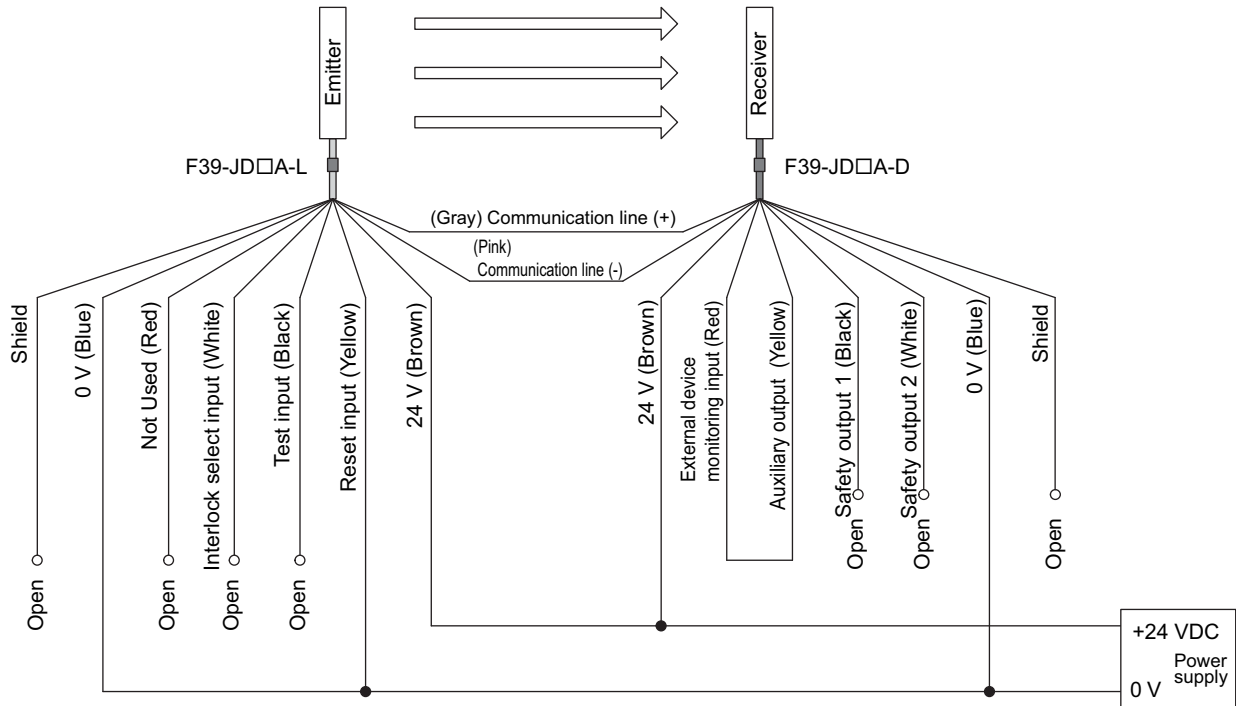 Emitter
Receiver
F39-JD□A-L
F39-JD□A-D
(Gray) Communication line (+)
(Pink)
Communication line (-)
Shield
0 V (Blue)
Not Used (Red)
Interlock select input (White)
Test input (Black)
Reset input (Yellow)
24 V (Brown)
24 V (Brown)
External device
monitoring input (Red)
Auxiliary output (Yellow)
Safety output 1 (Black)
Safety output 2 (White)
0 V (Blue)
Shield
Open
Open
Open
Open
Open
Open
Open
+24 VDC
Power
supply
0 V